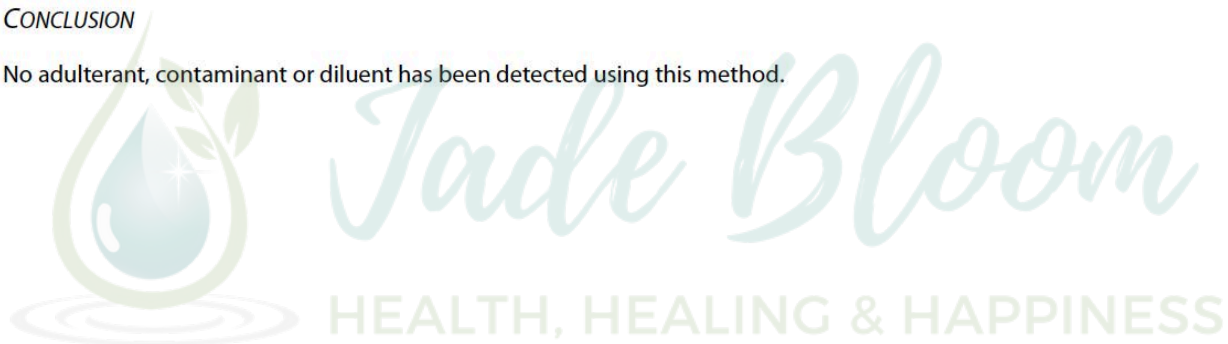 CONCLUSION
No adulterant, contaminant or diluent has been detected using this method.
Jade Bloom
HEALTH, HEALING & HAPPINESS